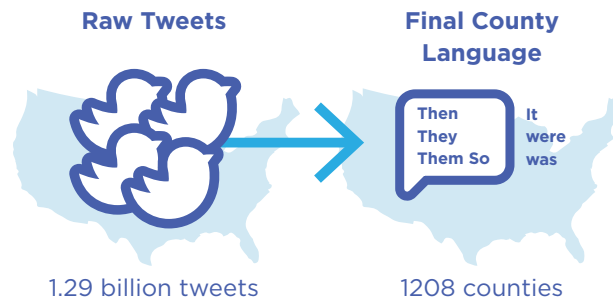 Raw Tweets
Final County
Language
Then
They
Them So
It
were
was
1.29 billion tweets
1208 counties